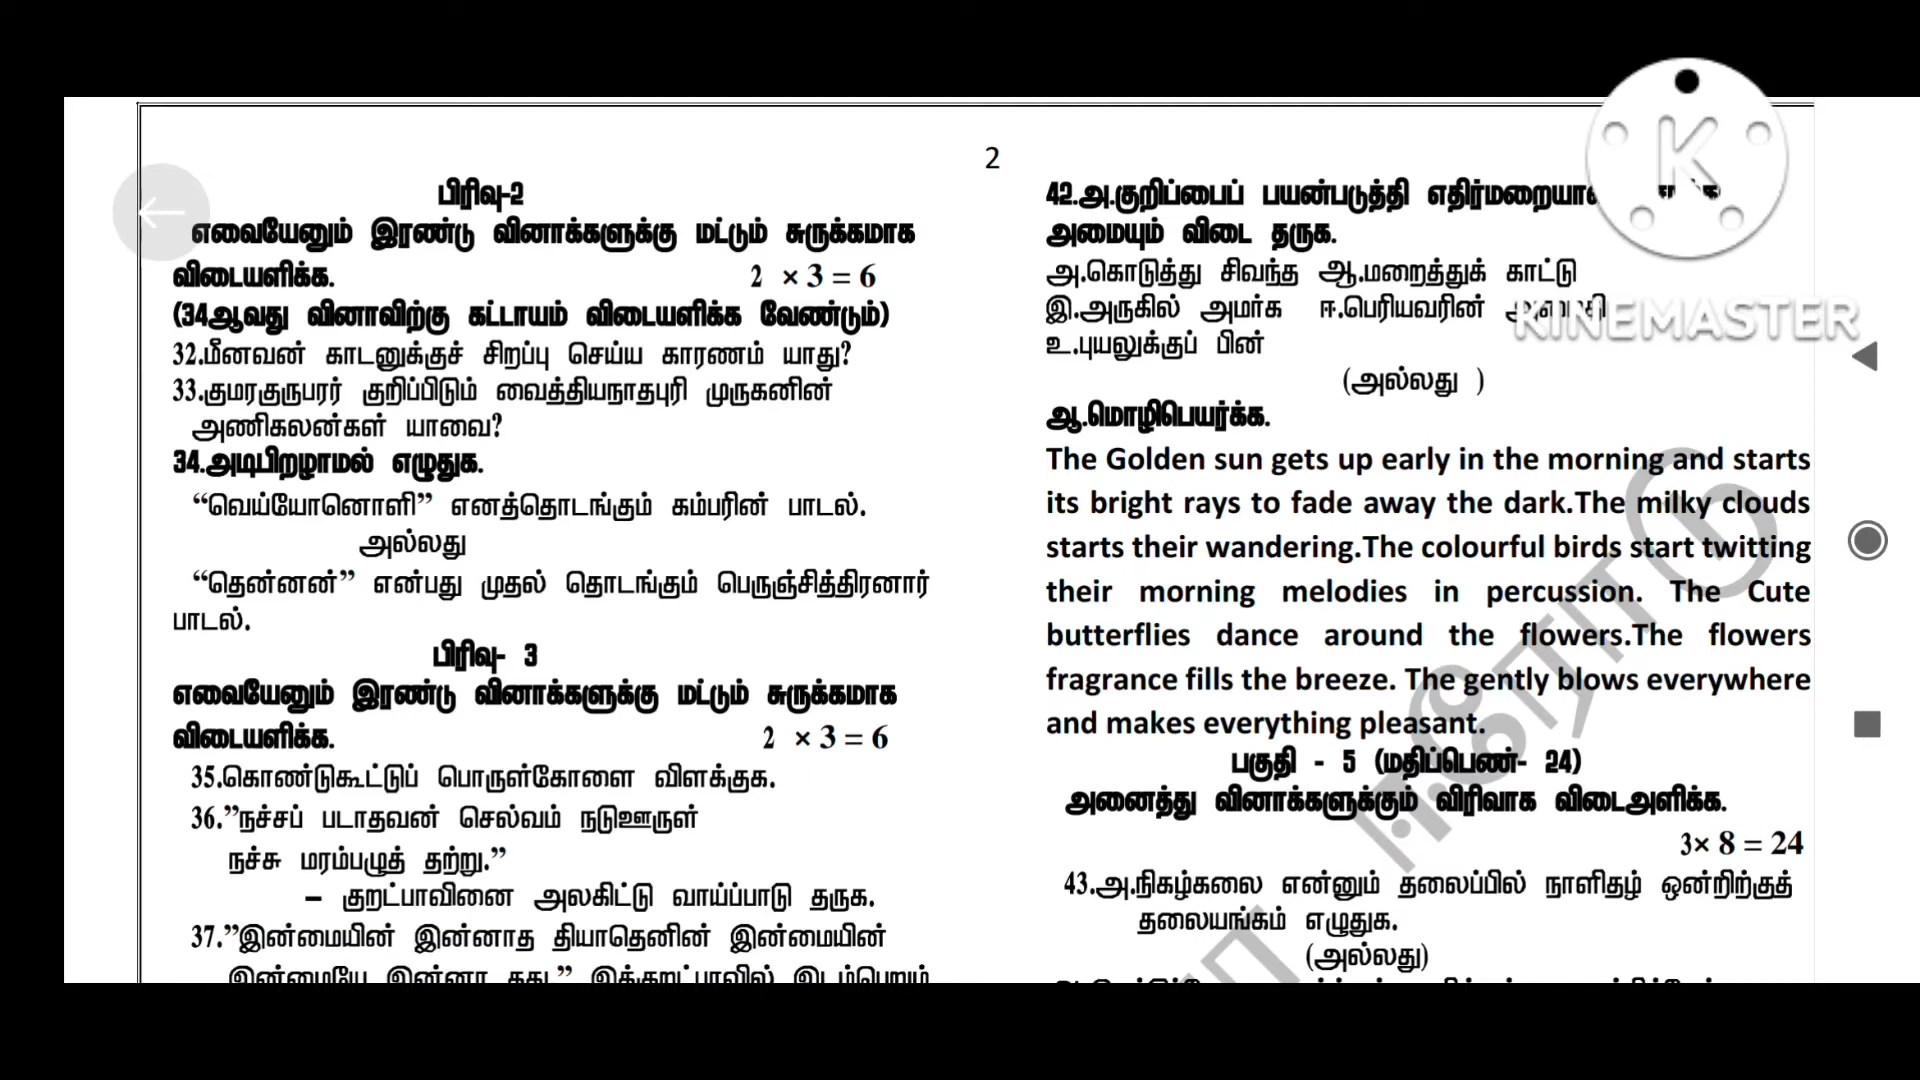 2
பிரிவு-2
எவையேனும் இரண்டு வினாக்களுக்கு மட்டும் சுருக்கமாக
விடையளிக்க. 2 × 3 = 6
(34ஆவது வினாவிற்கு கட்டாயம் விடையளிக்க வேண்டும்)
32.மீனவன் காடனுக்குச் சிறப்பு செய்ய காரணம் யாது?
33.குமரகுருபரர் குறிப்பிடும் வைத்தியநாதபுரி முருகனின்
அணிகலன்கள் யாவை?
34.அடிபிறழாமல் எழுதுக.
“வெய்யோனொளி” எனத்தொடங்கும் கம்பரின் பாடல்.
அல்லது
“தென்னன்” என்பது முதல் தொடங்கும் பெருஞ்சித்திரனார்
பாடல்.
பிரிவு- 3
எவையேனும் இரண்டு வினாக்களுக்கு மட்டும் சுருக்கமாக
விடையளிக்க. 2 × 3 = 6
35.கொண்டுகூட்டுப் பொருள்கோளை விளக்குக.
36.”நச்சப் படாதவன் செல்வம் நடுஊருள்
நச்சு மரம்பழுத் தற்று.”
– குறட்பாவினை அலகிட்டு வாய்ப்பாடு தருக.
37.”இன்மையின் இன்னாத தியாதெனின் இன்மையின்
இன்மையே இன்னா தது” இக்குறட்பாவில் இடம்பெறும்
42.அ.குறிப்பைப் பயன்படுத்தி
அமையும் விடை தருக.
அ.கொடுத்து சிவந்த ஆ.மறைத்துக் காட்டு
இ.அருகில் அமர்க ஈ.பெரியவரின்
உ.புயலுக்குப் பின்
(அல்லது )
ஆ.மொழிபெயர்க்க.
The Golden sun gets up early in the morning and starts
its bright rays to fade away the dark.The milky clouds
starts their wandering.The colourful birds start twitting
their morning melodies in percussion. The Cute
butterflies dance around the flowers.The flowers
fragrance fills the breeze. The gently blows everywhere
and makes everything pleasant.
பகுதி - 5 (மதிப்பெண்- 24)
அனைத்து வினாக்களுக்கும் விரிவாக விடைஅளிக்க.
3× 8 = 24
43.அ.நிகழ்கலை என்னும் தலைப்பில் நாளிதழ் ஒன்றிற்குத்
தலையங்கம் எழுதுக.
(அல்லது)
K
KINEMASTER
ஈரோடு